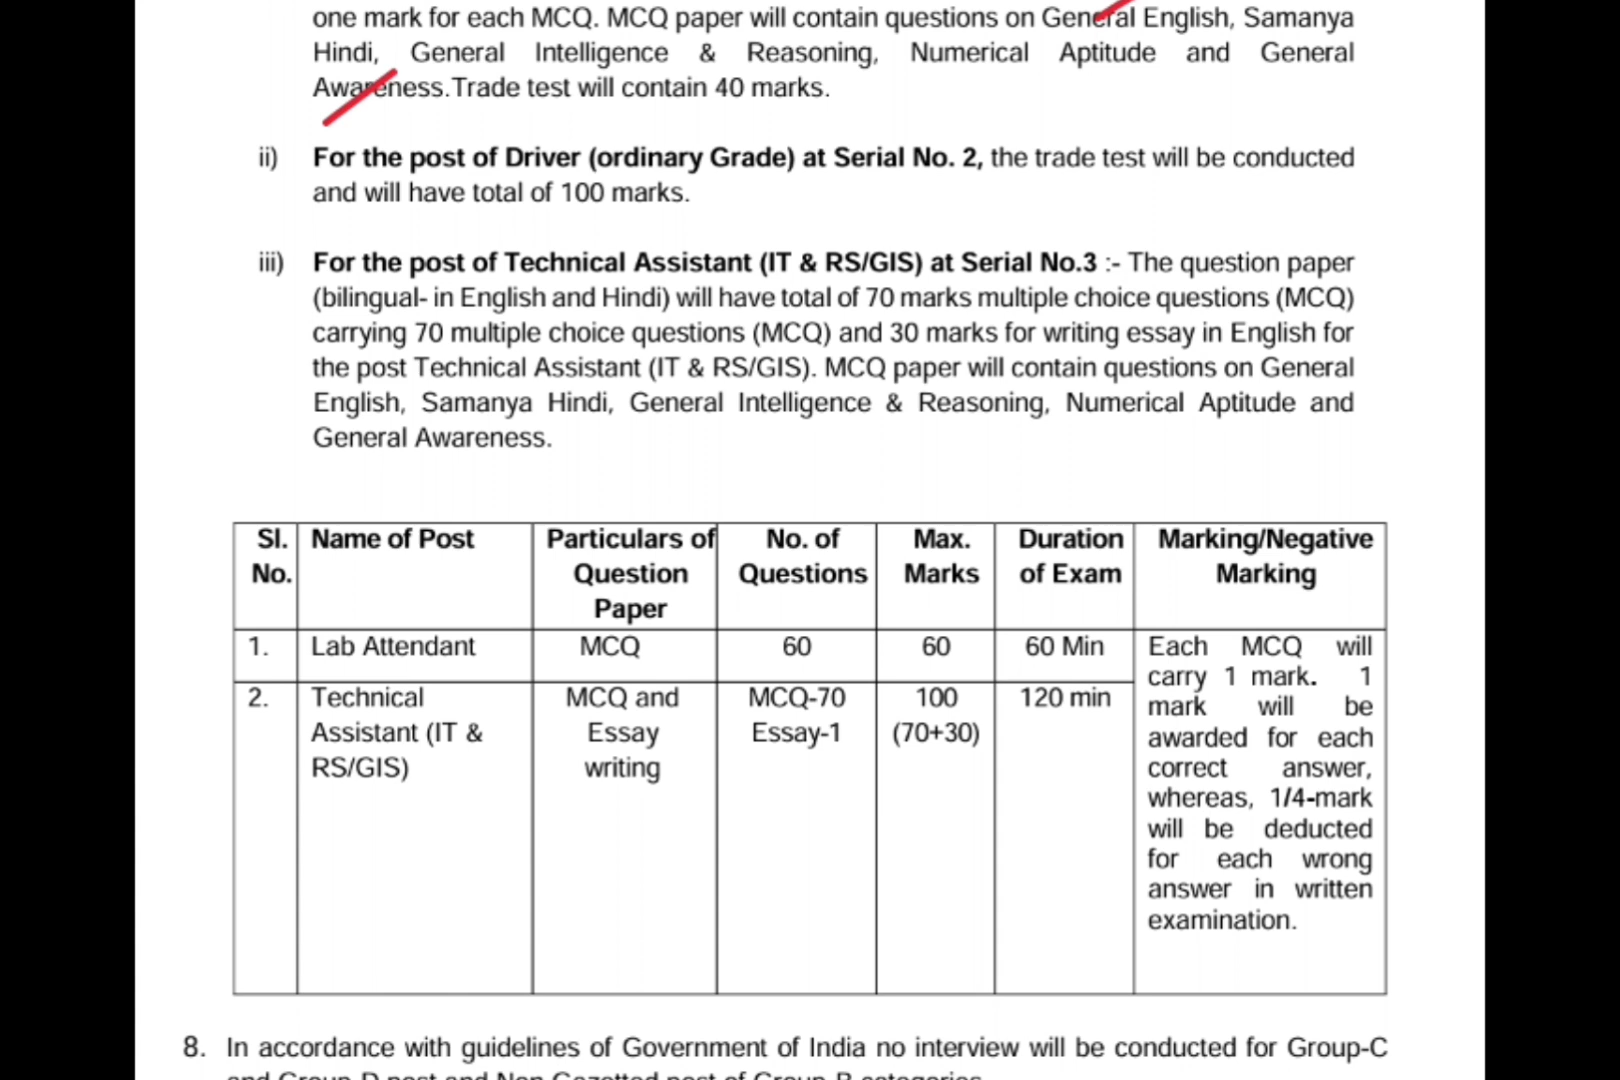 one mark for each MCQ. MCQ paper will contain questions on General English, Samanya
Hindi, General Intelligence & Reasoning, Numerical Aptitude and General
Awareness.Trade test will contain 40 marks.
ii) For the post of Driver (ordinary Grade) at Serial No. 2, the trade test will be conducted
and will have total of 100 marks.
iii) For the post of Technical Assistant (IT & RS/GIS) at Serial No.3 :- The question paper
(bilingual- in English and Hindi) will have total of 70 marks multiple choice questions (MCQ)
carrying 70 multiple choice questions (MCQ) and 30 marks for writing essay in English for
the post Technical Assistant (IT & RS/GIS). MCQ paper will contain questions on General
English, Samanya Hindi, General Intelligence & Reasoning, Numerical Aptitude and
General Awareness.
Sl. No. Name of Post Particulars of Question Paper No. of Questions Max. Marks Duration of Exam Marking/Negative Marking
1. Lab Attendant MCQ 60 60 60 Min
2. Technical Assistant (IT & RS/GIS) MCQ and Essay writing MCQ-70 Essay-1 100 (70+30) 120 min
Each MCQ will
carry 1 mark. 1
mark will be
awarded for each
correct answer,
whereas, 1/4-mark
will be deducted
for each wrong
answer in written
examination.
8. In accordance with guidelines of Government of India no interview will be conducted for Group-C
and Group-D post and Non Gazetted post of Group-B categories.